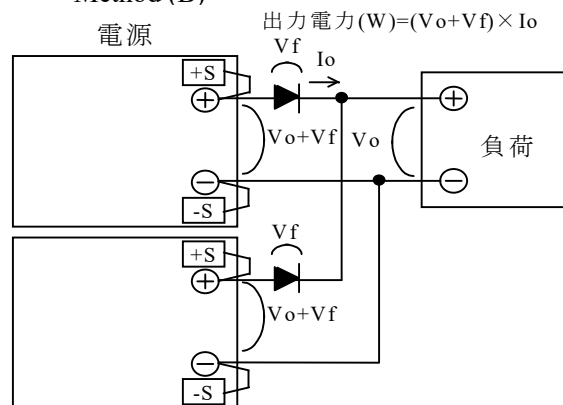 Method (B)
出力電力(W)=(Vo+Vf)×Io
電源
Vf
Io
+S
Vo+Vf
Vo
負荷
-S
Vf
+S
Vo+Vf
-S